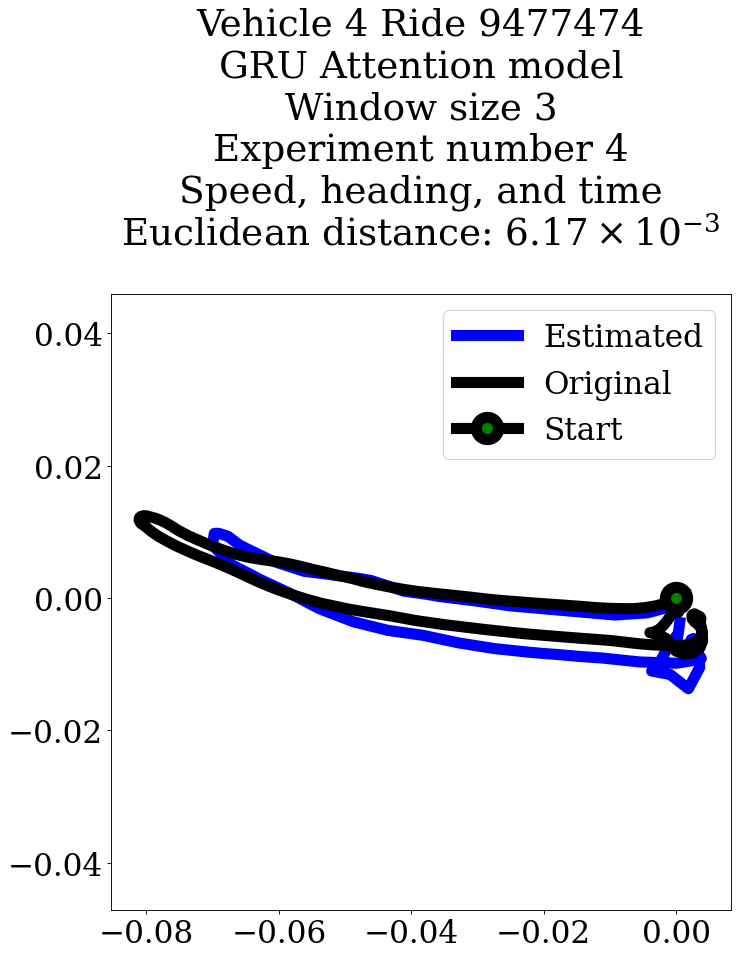 Vehicle 4 Ride 9477474
GRU Attention model
Window size 3
Experiment number 4
Speed, heading, and time
Euclidean distance: 6.17 × 10⁻³
Estimated
Original
Start
0.04
0.02
0.00
−0.02
−0.04
−0.08 −0.06 −0.04 −0.02 0.00